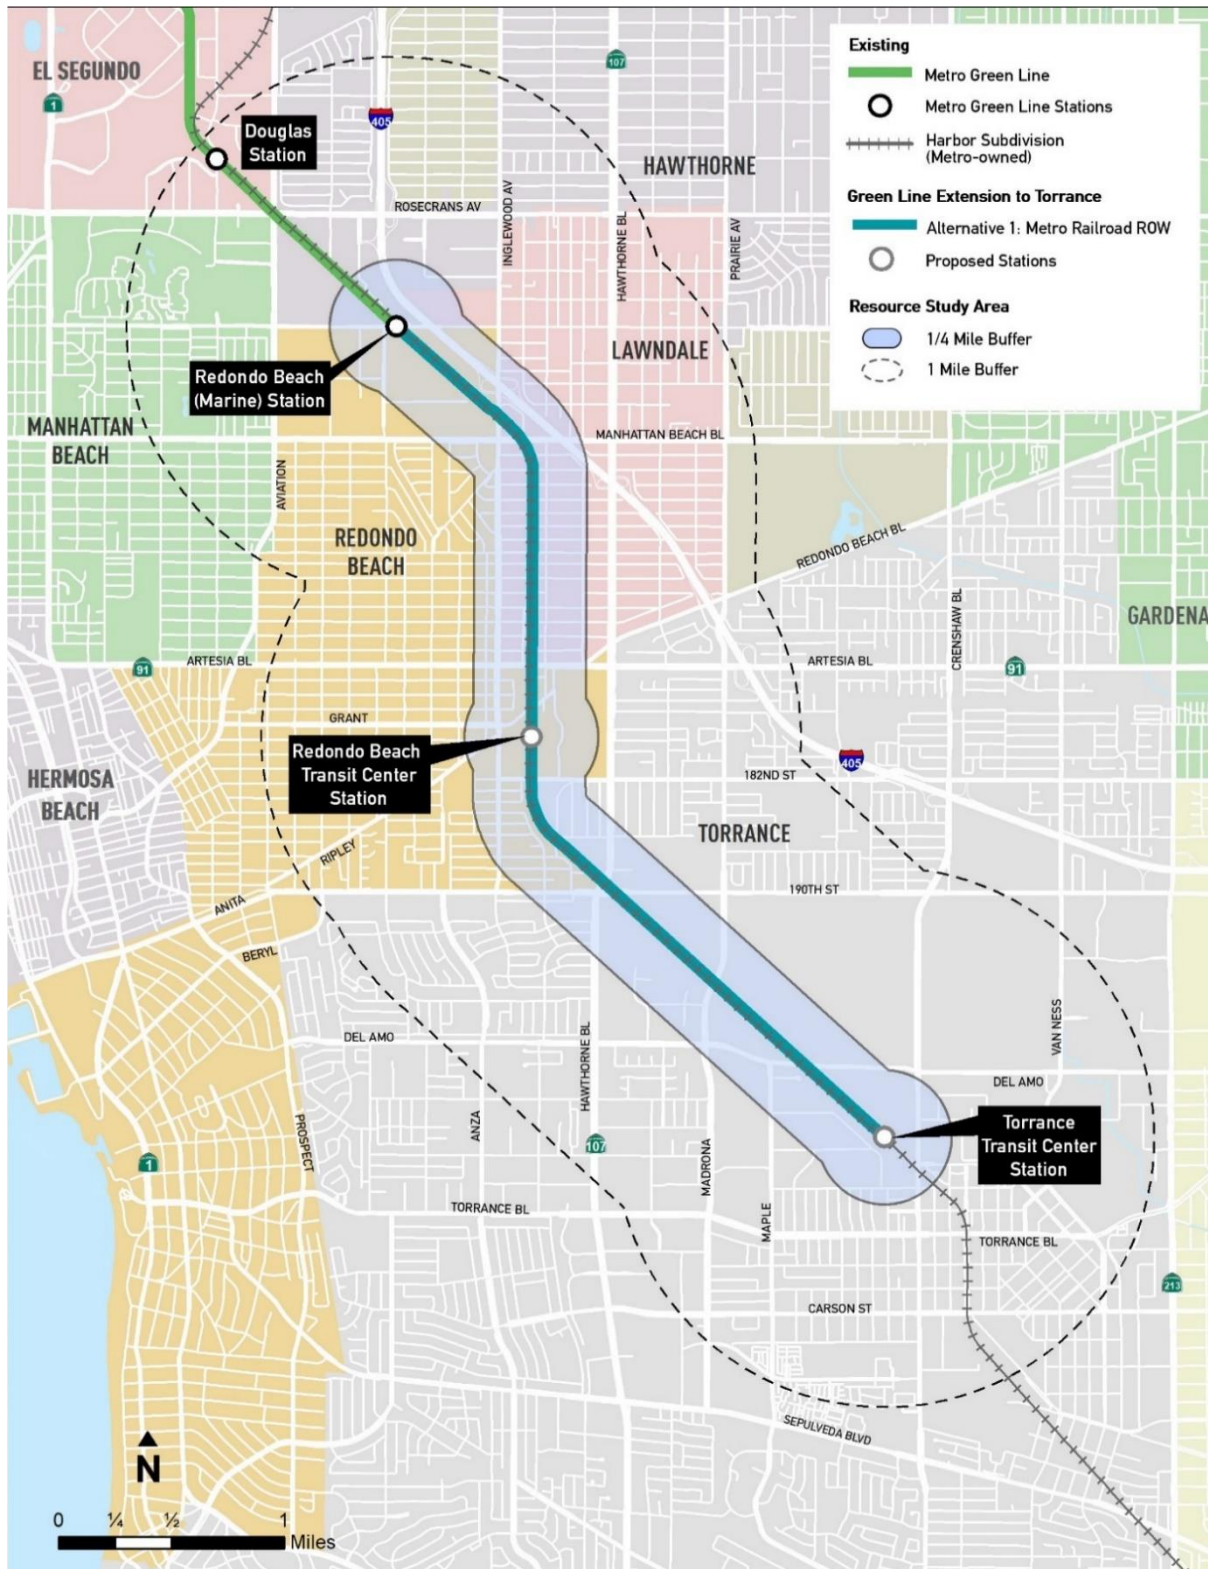 EL SEGUNDO
1
107
405
Douglas
Station
HAWTHORNE
ROSECRANS AV
INGLEWOOD AV
HAWTHORNE BL
PRAIRIE AV
Existing
Metro Green Line
Metro Green Line Stations
Harbor Subdivision
(Metro-owned)
Green Line Extension to Torrance
Alternative 1: Metro Railroad ROW
Proposed Stations
Resource Study Area
1/4 Mile Buffer
1 Mile Buffer
LAWNDALE
Redondo Beach
(Marine) Station
MANHATTAN
BEACH
MANHATTAN BEACH BL
AVIATION
REDONDO
BEACH
REDONDO BEACH BL
CRENSHAW BL
GARDENA
ARTESIA BL
91
ARTESIA BL
91
GRANT
Redondo Beach
Transit Center
Station
HERMOSA
BEACH
405
182ND ST
TORRANCE
RIPLEY
190TH ST
ANITA
BERYL
DEL AMO
HAWTHORNE BL
VAN NESS
DEL AMO
PROSPECT
ANZA
107
MADRONA
Torrance
Transit Center
Station
1
TORRANCE BL
MAPLE
TORRANCE BL
213
CARSON ST
SEPULVEDA BLVD
N
0 ¼ ½ 1
Miles